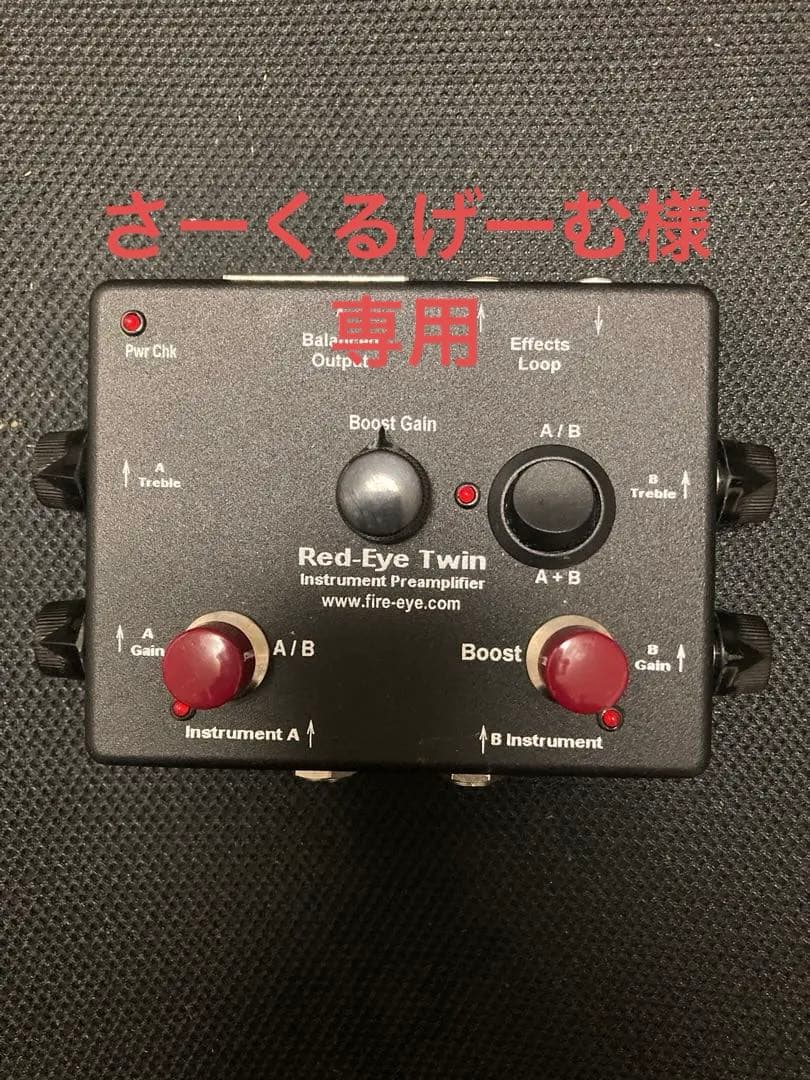 さーくるげーむ様
専用
Pwr Chk
Output
Effects
Loop
Boost Gain
A / B
A
Treble
B
Treble
A + B
Red-Eye Twin
Instrument Preamplifier
www.fire-eye.com
A
Gain
A / B
Boost
B
Gain
Instrument A
B Instrument